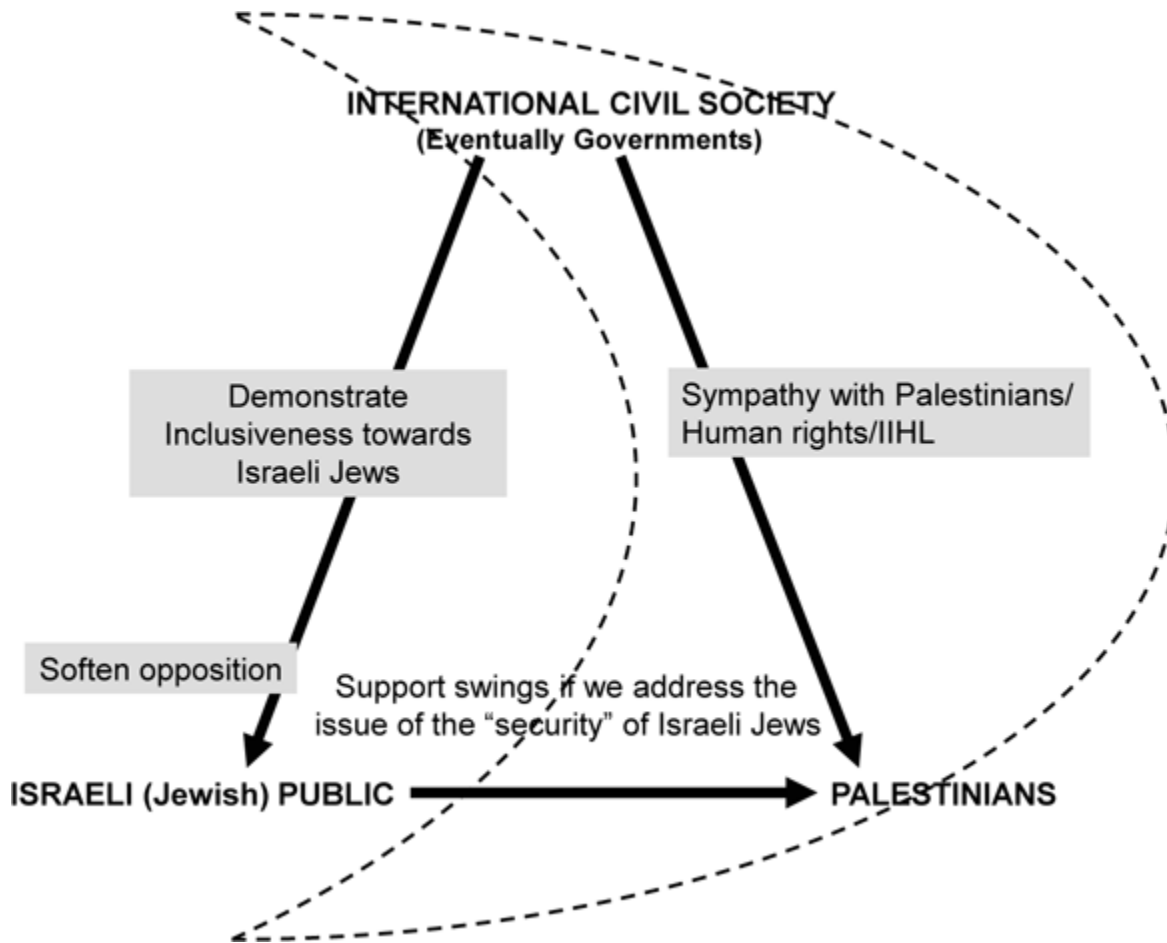 INTERNATIONAL CIVIL SOCIETY
(Eventually Governments)
Demonstrate
Inclusiveness towards
Israeli Jews
Sympathy with Palestinians/
Human rights/IIHL
Soften opposition
Support swings if we address the
issue of the “security” of Israeli Jews
ISRAELI (Jewish) PUBLIC
PALESTINIANS